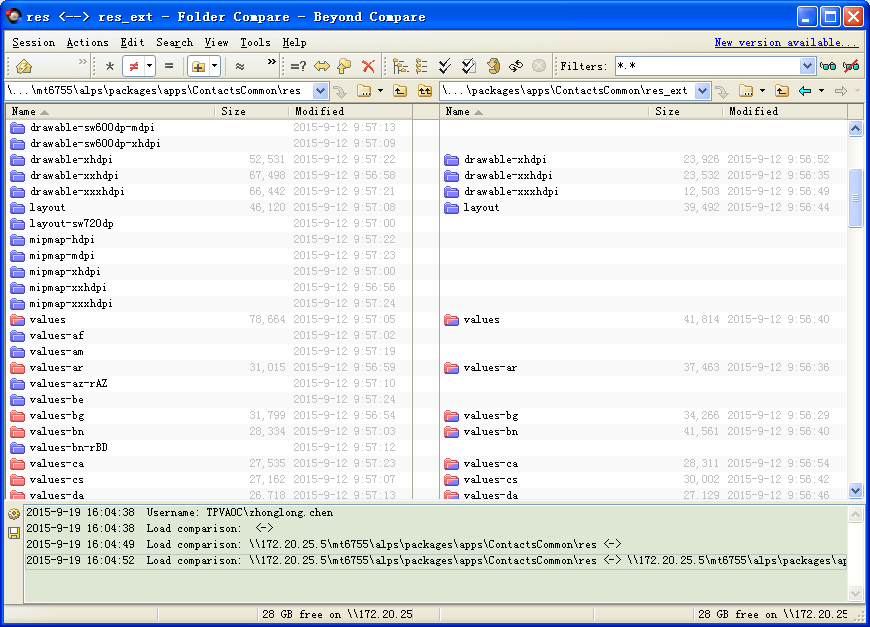 res <--> res_ext - Folder Compare - Beyond Compare
Session Actions Edit Search View Tools Help New version available...
» * ≠ = ≈ » =? Filters: *.*
\...\mt6755\alps\packages\apps\ContactsCommon\res \...\packages\apps\ContactsCommon\res_ext
Name Size Modified Name Size Modified
drawable-sw600dp-mdpi 2015-9-12 9:57:13
drawable-sw600dp-xhdpi 2015-9-12 9:57:09
drawable-xhdpi 52,531 2015-9-12 9:57:22 drawable-xhdpi 23,926 2015-9-12 9:56:52
drawable-xxhdpi 67,498 2015-9-12 9:56:58 drawable-xxhdpi 23,532 2015-9-12 9:56:35
drawable-xxxhdpi 66,442 2015-9-12 9:57:21 drawable-xxxhdpi 12,503 2015-9-12 9:56:49
layout 46,120 2015-9-12 9:57:08 layout 39,492 2015-9-12 9:56:44
layout-sw720dp 2015-9-12 9:57:00
mipmap-hdpi 2015-9-12 9:57:22
mipmap-mdpi 2015-9-12 9:57:23
mipmap-xhdpi 2015-9-12 9:57:00
mipmap-xxhdpi 2015-9-12 9:56:56
mipmap-xxxhdpi 2015-9-12 9:57:24
values 78,664 2015-9-12 9:57:05 values 41,814 2015-9-12 9:56:40
values-af 2015-9-12 9:57:02
values-am 2015-9-12 9:57:19
values-ar 31,015 2015-9-12 9:56:59 values-ar 37,463 2015-9-12 9:56:36
values-az-rAZ 2015-9-12 9:57:10
values-be 2015-9-12 9:57:24
values-bg 31,799 2015-9-12 9:56:54 values-bg 34,266 2015-9-12 9:56:29
values-bn 28,334 2015-9-12 9:57:03 values-bn 41,561 2015-9-12 9:56:40
values-bn-rBD 2015-9-12 9:57:12
values-ca 27,535 2015-9-12 9:57:23 values-ca 28,311 2015-9-12 9:56:54
values-cs 27,162 2015-9-12 9:57:07 values-cs 30,002 2015-9-12 9:56:42
values-da 26,718 2015-9-12 9:57:13 values-da 27,129 2015-9-12 9:56:46
2015-9-19 16:04:38 Username: TPVAOC\zhonglong.chen
2015-9-19 16:04:38 Load comparison: <->
2015-9-19 16:04:49 Load comparison: \\172.20.25.5\mt6755\alps\packages\apps\ContactsCommon\res <->
2015-9-19 16:04:52 Load comparison: \\172.20.25.5\mt6755\alps\packages\apps\ContactsCommon\res <-> \\172.20.25.5\mt6755\alps\packages\ap
28 GB free on \\172.20.25 28 GB free on \\172.20.25